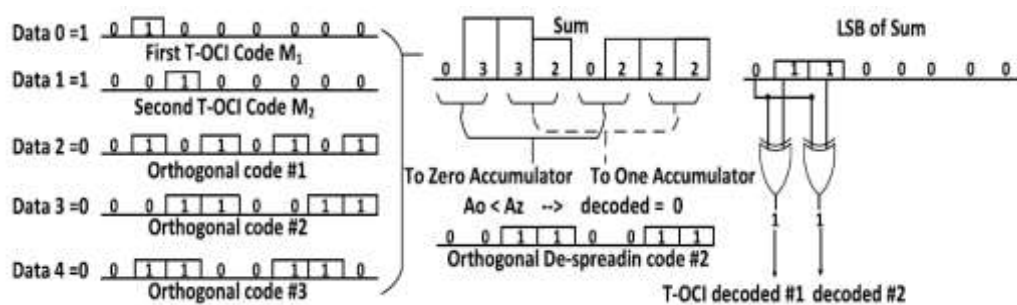 Data 0 =1 0 1 0 0 0 0 0 0
First T-OCI Code M1
Data 1 =1 0 0 1 0 0 0 0 0
Second T-OCI Code M2
Data 2 =0 0 1 0 1 0 1 0 1
Orthogonal code #1
Data 3 =0 0 0 1 1 0 0 1 1
Orthogonal code #2
Data 4 =0 0 1 1 0 0 1 1 0
Orthogonal code #3
Sum
0 3 3 2 0 2 2 2
To Zero Accumulator To One Accumulator
Ao < Az --> decoded = 0
0 0 1 1 0 0 1 1
Orthogonal De-spreadin code #2
LSB of Sum
0 1 1 0 0 0 0 0
1 1
T-OCI decoded #1 decoded #2